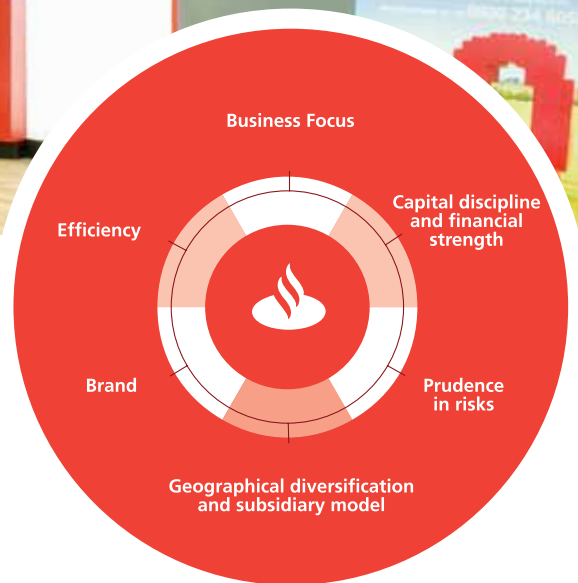 Business Focus
Capital discipline
and financial
strength
Efficiency
Brand
Prudence
in risks
Geographical diversification
and subsidiary model